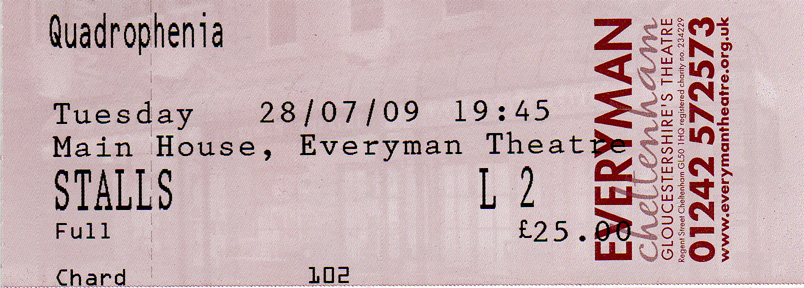 Quadrophenia
Tuesday 28/07/09 19:45
Main House, Everyman Theatre
STALLS L 2
Full £25.00
Chard 102
EVERYMAN
cheltenham
GLOUCESTERSHIRE'S THEATRE
Regent Street Cheltenham GL50 1HQ registered charity no. 234229
01242 572573
www.everymantheatre.org.uk